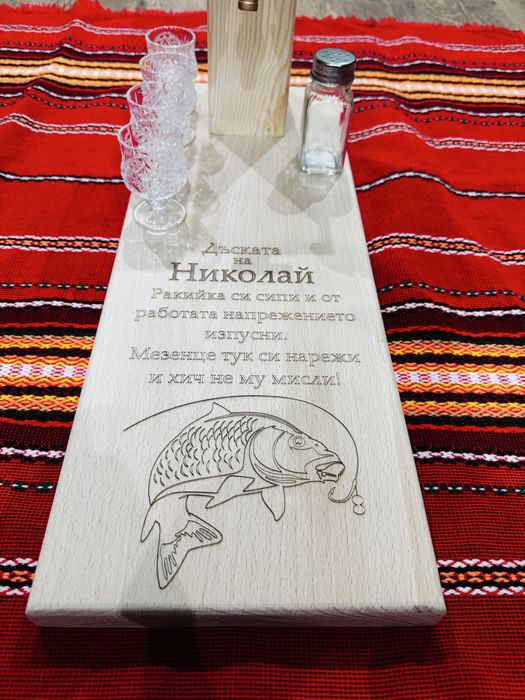 Дъската
на
Николай
Ракийка си сипи и от
работата напрежението
изпусни.
Мезенце тук си нарежи
и хич не му мисли!